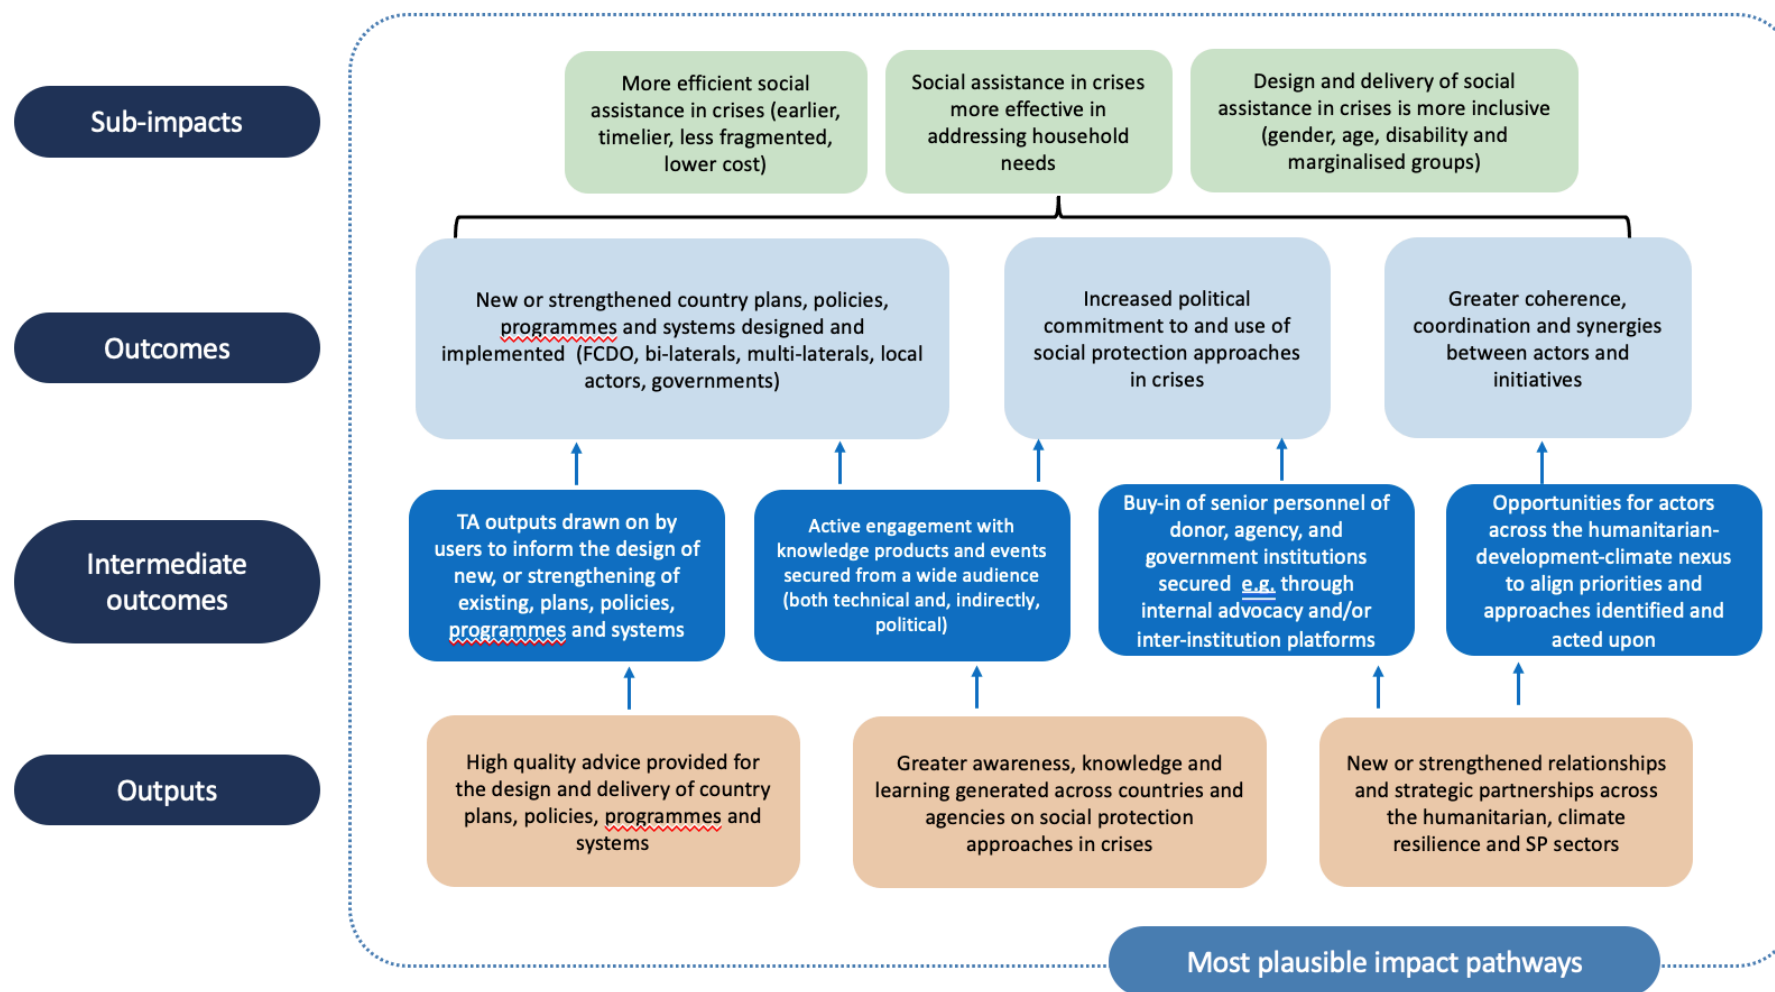 Sub-impacts
More efficient social
assistance in crises (earlier,
timelier, less fragmented,
lower cost)
Social assistance in crises
more effective in
addressing household
needs
Design and delivery of social
assistance in crises is more inclusive
(gender, age, disability and
marginalised groups)
Outcomes
New or strengthened country plans, policies,
programmes and systems designed and
implemented (FCDO, bi-laterals, multi-laterals, local
actors, governments)
Increased political
commitment to and use of
social protection approaches
in crises
Greater coherence,
coordination and synergies
between actors and
initiatives
Intermediate
outcomes
TA outputs drawn on by
users to inform the design of
new, or strengthening of
existing, plans, policies,
programmes and systems
Active engagement with
knowledge products and events
secured from a wide audience
(both technical and, indirectly,
political)
Buy-in of senior personnel of
donor, agency, and
government institutions
secured e.g. through
internal advocacy and/or
inter-institution platforms
Opportunities for actors
across the humanitarian-
development-climate nexus
to align priorities and
approaches identified and
acted upon
Outputs
High quality advice provided for
the design and delivery of country
plans, policies, programmes and
systems
Greater awareness, knowledge and
learning generated across countries and
agencies on social protection
approaches in crises
New or strengthened relationships
and strategic partnerships across
the humanitarian, climate
resilience and SP sectors
Most plausible impact pathways